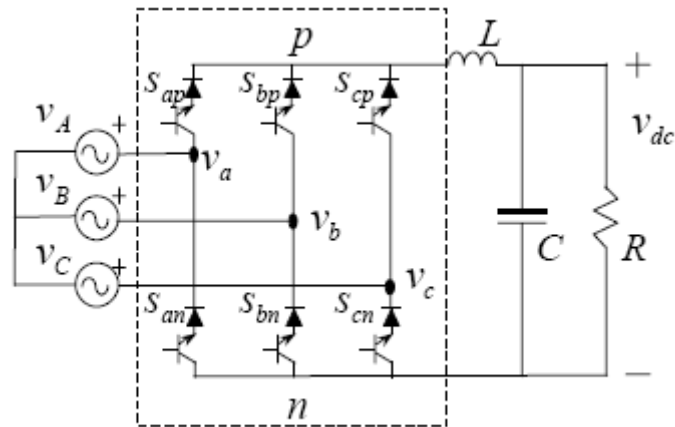 p
L
S_ap S_bp S_cp
+
v_A +
v_a
v_dc
v_B +
v_b
C
R
v_C +
v_c
S_an S_bn S_cn
n
−